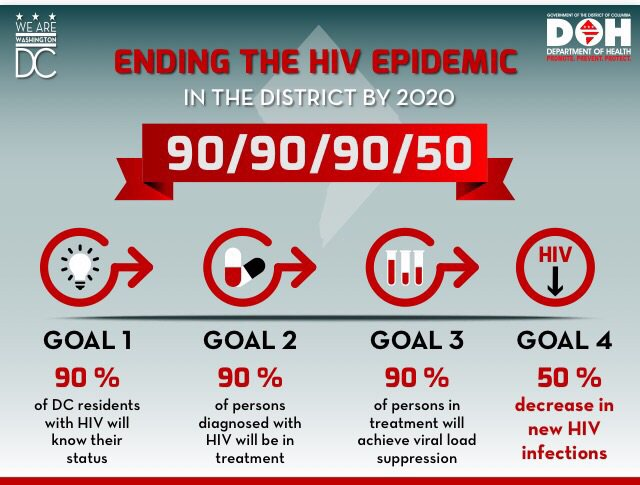 WE ARE
WASHINGTON
DC
GOVERNMENT OF THE DISTRICT OF COLUMBIA
DOH
DEPARTMENT OF HEALTH
PROMOTE. PREVENT. PROTECT.
ENDING THE HIV EPIDEMIC
IN THE DISTRICT BY 2020
90/90/90/50
HIV
GOAL 1
90 %
of DC residents
with HIV will
know their
status
GOAL 2
90 %
of persons
diagnosed with
HIV will be in
treatment
GOAL 3
90 %
of persons in
treatment will
achieve viral load
suppression
GOAL 4
50 %
decrease in
new HIV
infections